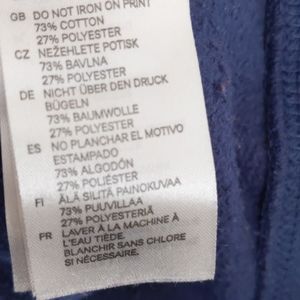 GB DO NOT IRON ON PRINT
73% COTTON
27% POLYESTER
CZ NEŽEHLETE POTISK
73% BAVLNA
27% POLYESTER
DE NICHT ÜBER DEN DRUCK
BÜGELN
73% BAUMWOLLE
27% POLYESTER
ES NO PLANCHAR EL MOTIVO
ESTAMPADO
73% ALGODÓN
27% POLIÉSTER
FI ÄLÄ SILITÄ PAINOKUVAA
73% PUUVILLAA
27% POLYESTERIÄ
FR LAVER À LA MACHINE À
L'EAU TIÈDE.
BLANCHIR SANS CHLORE
SI NÉCESSAIRE.